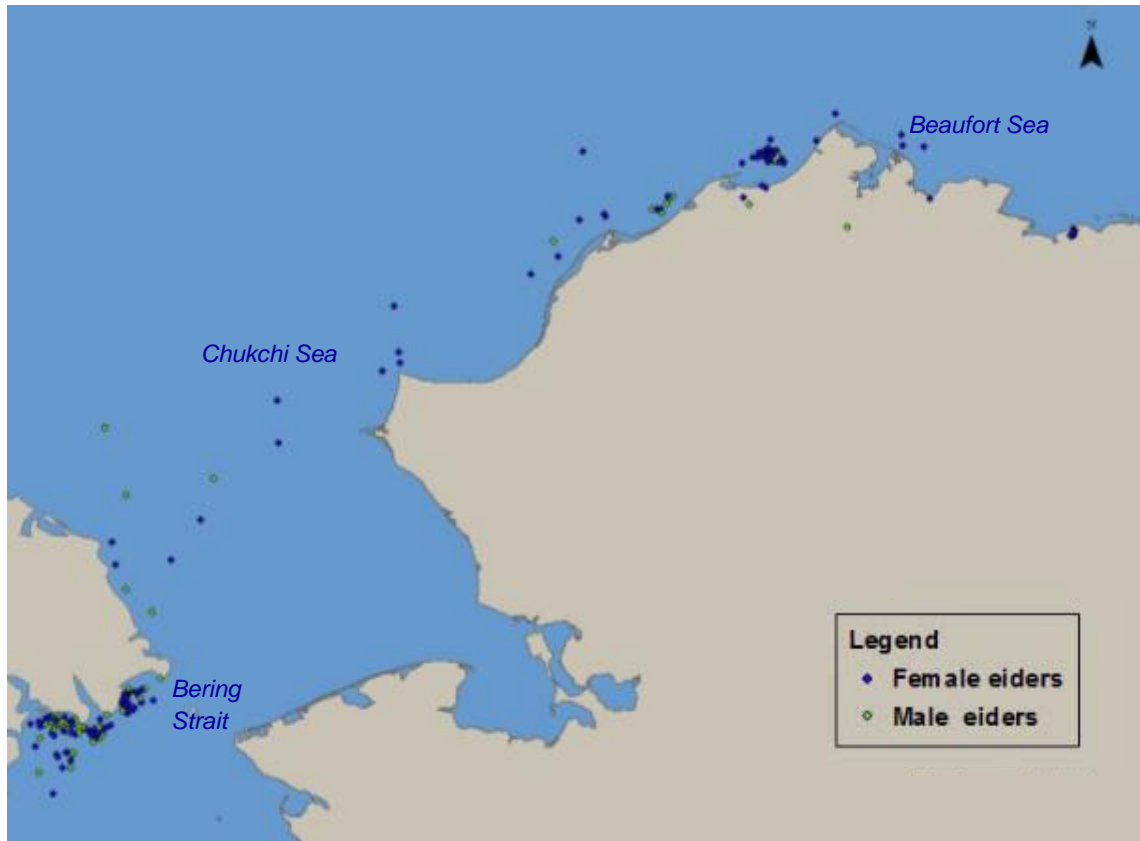 N
Beaufort Sea
Chukchi Sea
Bering
Strait
Legend
Female eiders
Male eiders